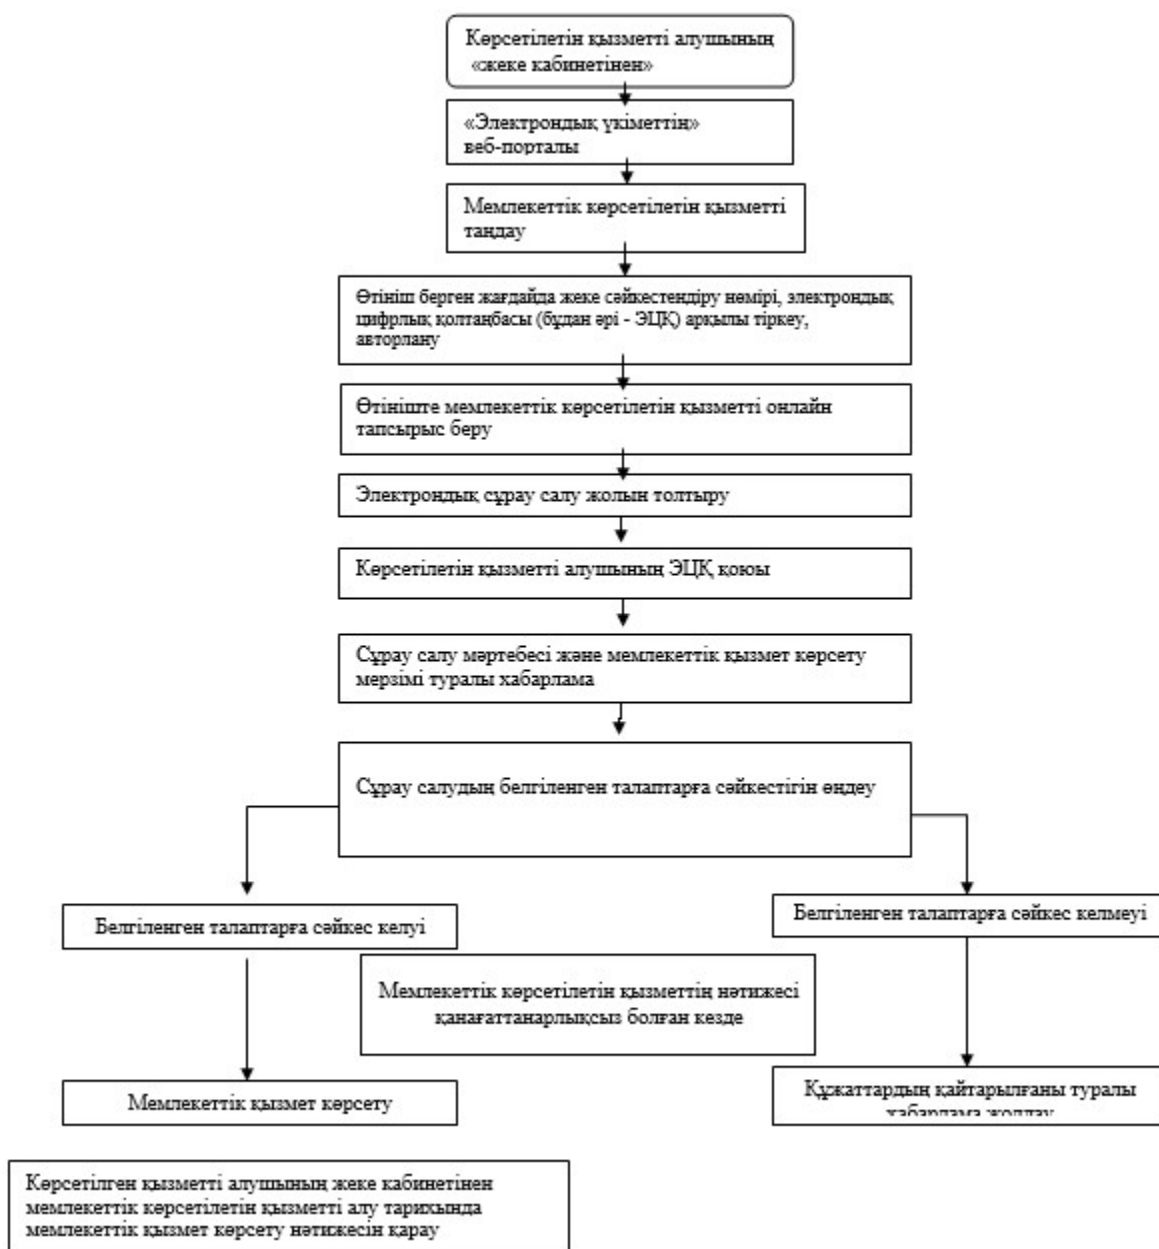 Көрсетілетін қызметті алушының
«жеке кабинетінен»
«Электрондық үкіметтің»
веб-порталы
Мемлекеттік көрсетілетін қызметті
таңдау
Өтініш берген жағдайда жеке сәйкестендіру нөмірі, электрондық
цифрлық қолтаңбасы (бұдан әрі - ЭЦҚ) арқылы тіркеу,
авторлану
Өтініште мемлекеттік көрсетілетін қызметті онлайн
тапсырыс беру
Электрондық сұрау салу жолын толтыру
Көрсетілетін қызметті алушының ЭЦҚ қоюы
Сұрау салу мәртебесі және мемлекеттік қызмет көрсету
мерзімі туралы хабарлама
Сұрау салудың белгіленген талаптарға сәйкестігін өңдеу
Белгіленген талаптарға сәйкес келуі
Белгіленген талаптарға сәйкес келмеуі
Мемлекеттік көрсетілетін қызметтің нәтижесі
қанағаттанарлықсыз болған кезде
Мемлекеттік қызмет көрсету
Құжаттардың қайтарылғаны туралы
хабарлама жолдау
Көрсетілген қызметті алушының жеке кабинетінен
мемлекеттік көрсетілетін қызметті алу тарихында
мемлекеттік қызмет көрсету нәтижесін қарау